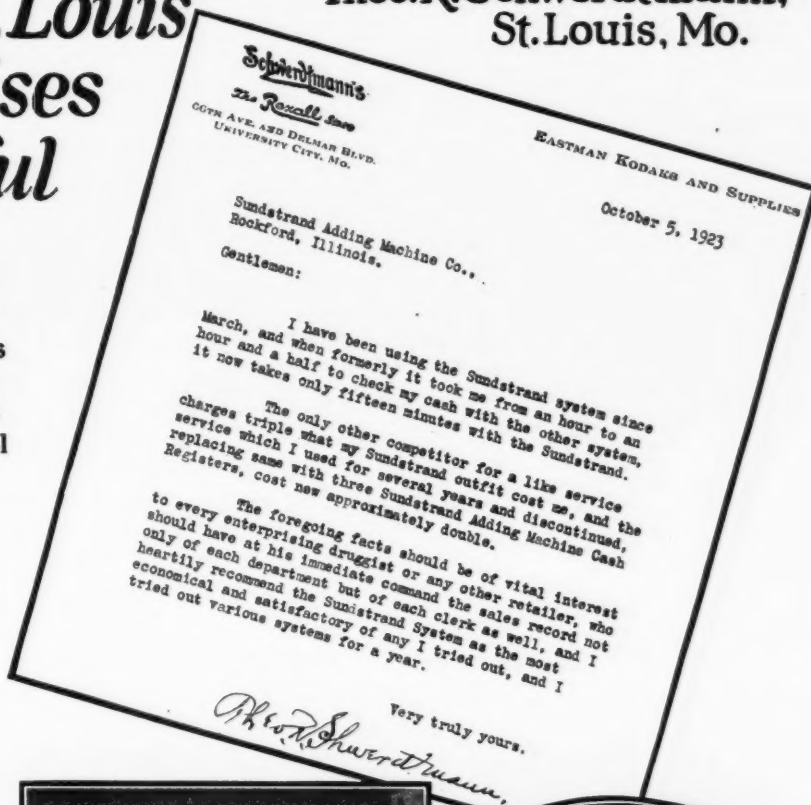 Louis
ses
ful
St.Louis, Mo.
Schwerdtmann's
The Rexall Store
66TH AVE. AND DELMAR BLVD.
UNIVERSITY CITY, MO.
EASTMAN KODAKS AND SUPPLIES
October 5, 1923
Sundstrand Adding Machine Co.,
Rockford, Illinois.
Gentlemen:
I have been using the Sundstrand system since
March, and when formerly it took me from an hour to an
hour and a half to check my cash with the other system,
it now takes only fifteen minutes with the Sundstrand.
The only other competitor for a like service
charges triple what my Sundstrand outfit cost me, and the
service which I used for several years and discontinued,
replacing same with three Sundstrand Adding Machine Cash
Registers, cost new approximately double.
The foregoing facts should be of vital interest
to every enterprising druggist or any other retailer, who
should have at his immediate command the sales record not
only of each department but of each clerk as well, and I
heartily recommend the Sundstrand System as the most
economical and satisfactory of any I tried out, and I
tried out various systems for a year.
Very truly yours,
Theo. R. Schwerdtmann,